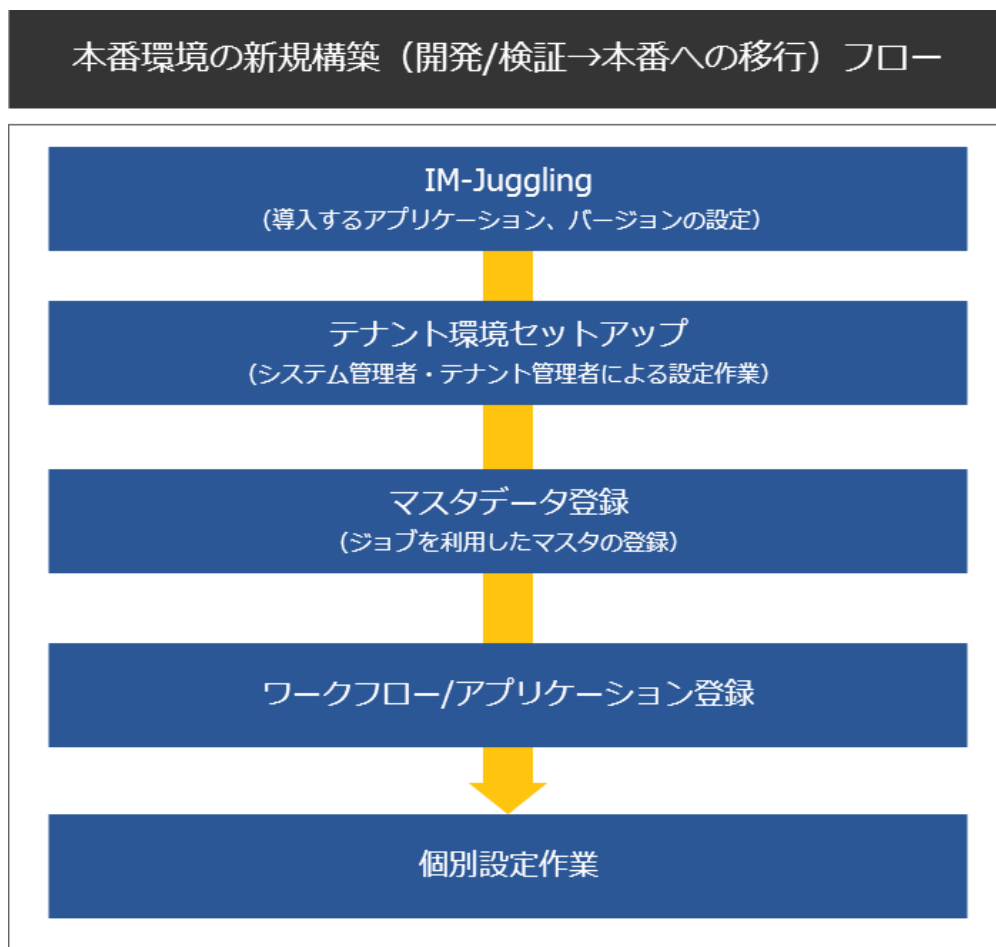 本番環境の新規構築（開発/検証→本番への移行）フロー
IM-Juggling
(導入するアプリケーション、バージョンの設定)
テナント環境セットアップ
(システム管理者・テナント管理者による設定作業)
マスタデータ登録
(ジョブを利用したマスタの登録)
ワークフロー/アプリケーション登録
個別設定作業